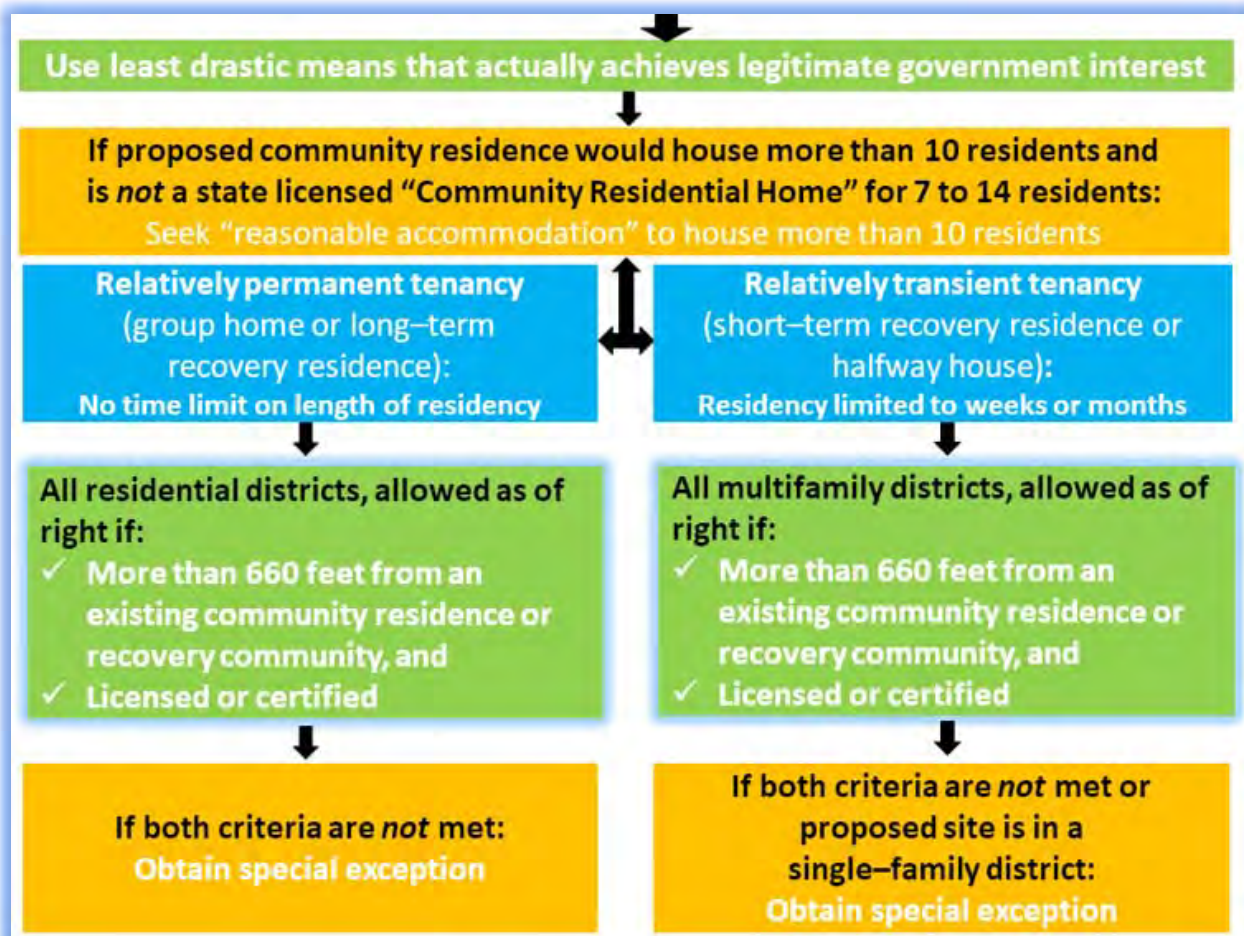 Use least drastic means that actually achieves legitimate government interest
If proposed community residence would house more than 10 residents and
is not a state licensed “Community Residential Home” for 7 to 14 residents:
Seek “reasonable accommodation” to house more than 10 residents
Relatively permanent tenancy
(group home or long–term
recovery residence):
No time limit on length of residency
Relatively transient tenancy
(short–term recovery residence or
halfway house):
Residency limited to weeks or months
All residential districts, allowed as of
right if:
✓ More than 660 feet from an
existing community residence or
recovery community, and
✓ Licensed or certified
All multifamily districts, allowed as of
right if:
✓ More than 660 feet from an
existing community residence or
recovery community, and
✓ Licensed or certified
If both criteria are not met:
Obtain special exception
If both criteria are not met or
proposed site is in a
single–family district:
Obtain special exception